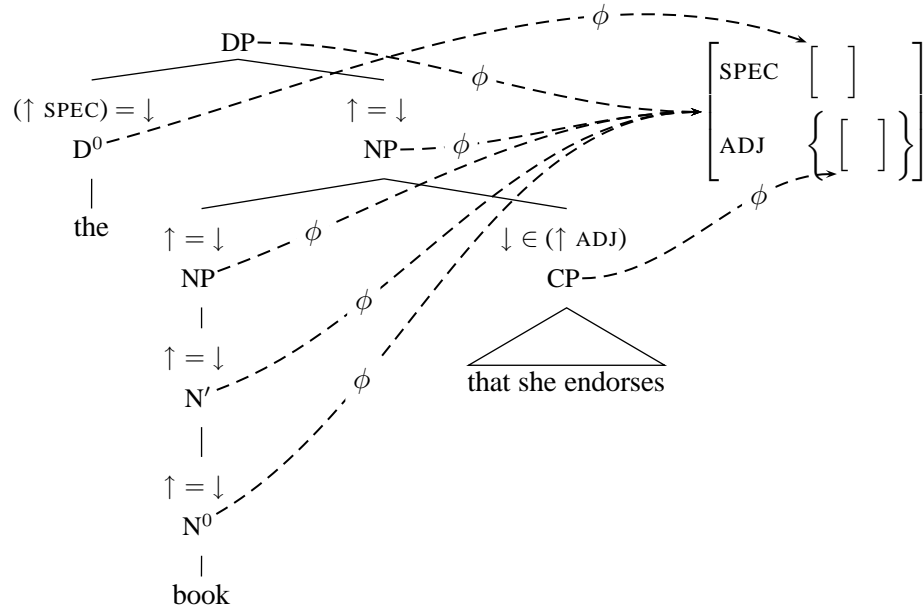 DP
ϕ
ϕ
SPEC
(↑ SPEC) = ↓
↑ = ↓
D⁰
NP
ϕ
ADJ
the
↑ = ↓
ϕ
↓ ∈ (↑ ADJ)
ϕ
NP
CP
ϕ
↑ = ↓
that she endorses
N′
ϕ
↑ = ↓
N⁰
book